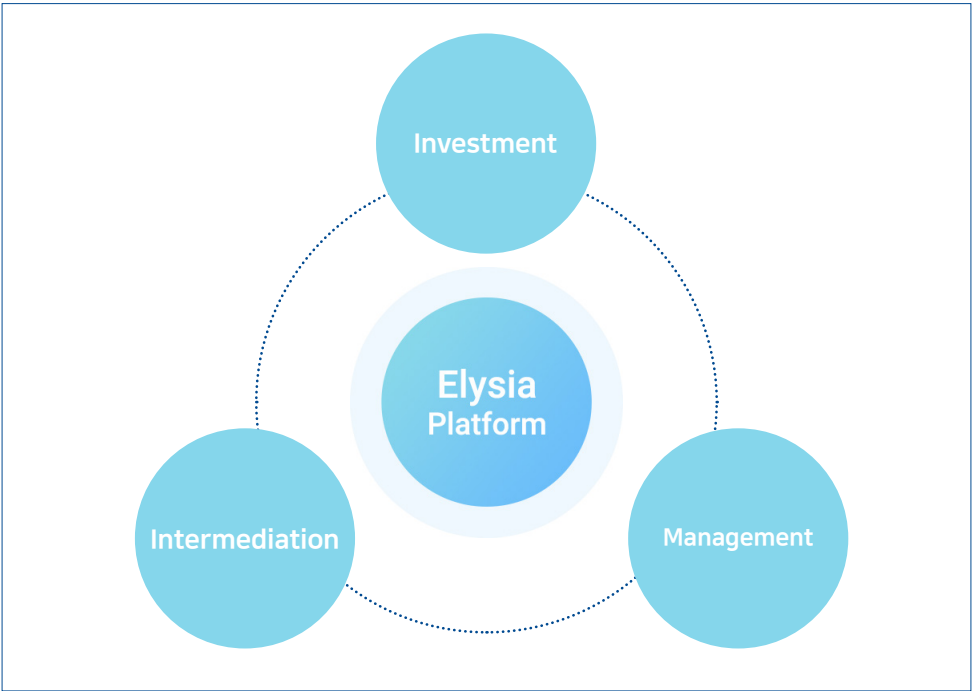 Investment
Elysia
Platform
Intermediation
Management